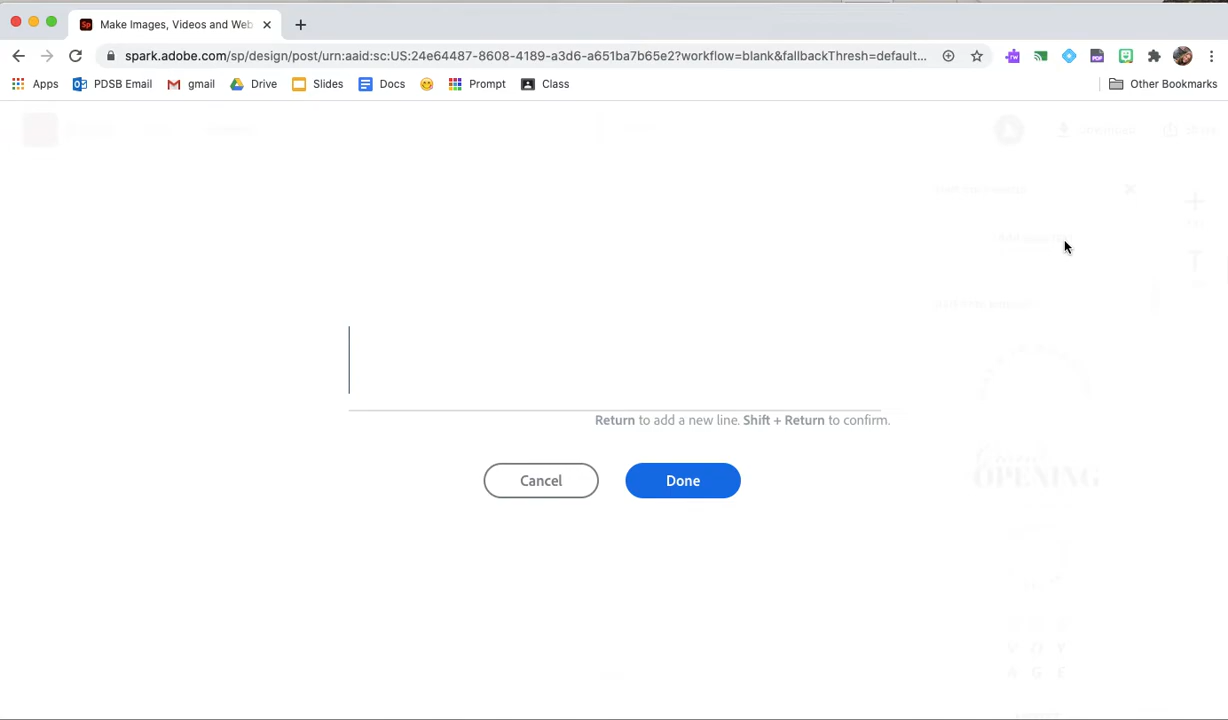 Make Images, Videos and Web
spark.adobe.com/sp/design/post/urn:aaid:sc:US:24e64487-8608-4189-a3d6-a651ba7b65e2?workflow=blank&fallbackThresh=default...
Apps PDSB Email gmail Drive Slides Docs Prompt Class Other Bookmarks
Return to add a new line. Shift + Return to confirm.
Cancel Done
OPENING
A G E